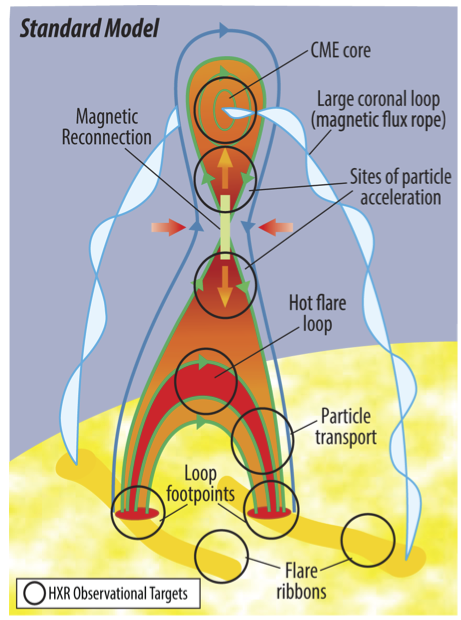 Standard Model
CME core
Large coronal loop
(magnetic flux rope)
Magnetic
Reconnection
Sites of particle
acceleration
Hot flare
loop
Particle
transport
Loop
footpoints
Flare
ribbons
HXR Observational Targets